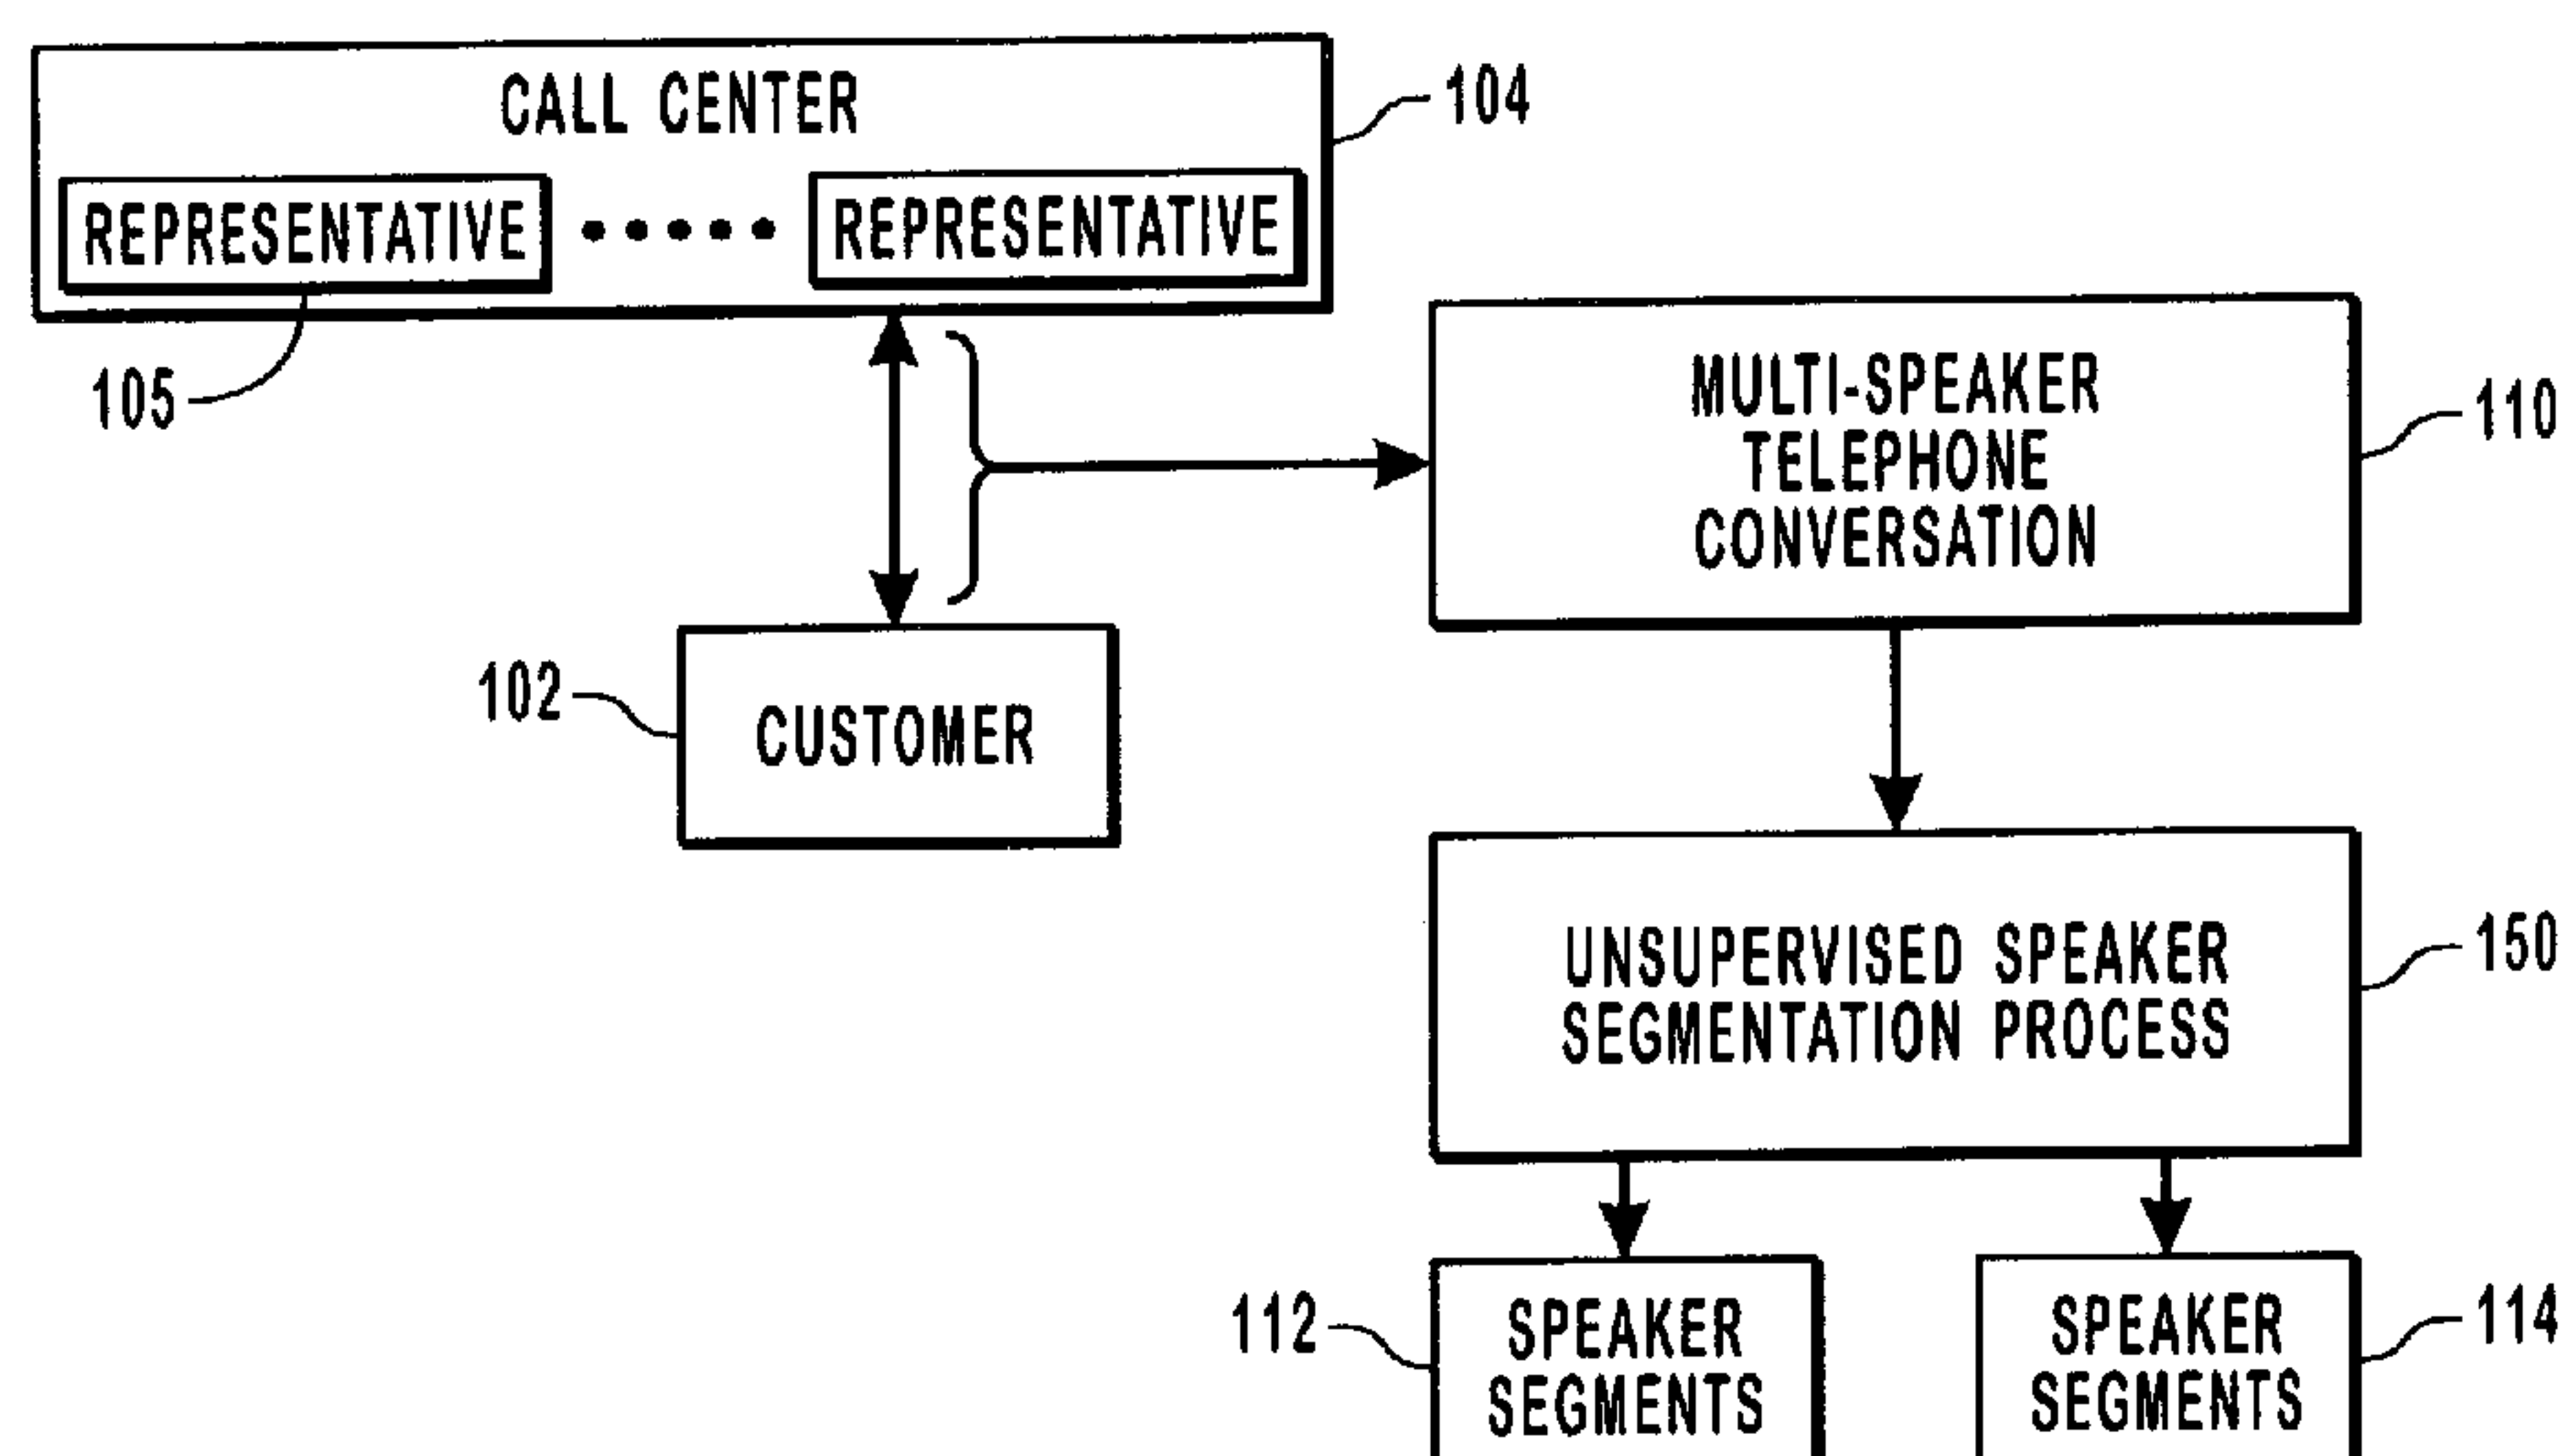 CALL CENTER
104
REPRESENTATIVE ..... REPRESENTATIVE
105
MULTI-SPEAKER
TELEPHONE
CONVERSATION
110
102
CUSTOMER
UNSUPERVISED SPEAKER
SEGMENTATION PROCESS
150
112
SPEAKER
SEGMENTS
SPEAKER
SEGMENTS
114